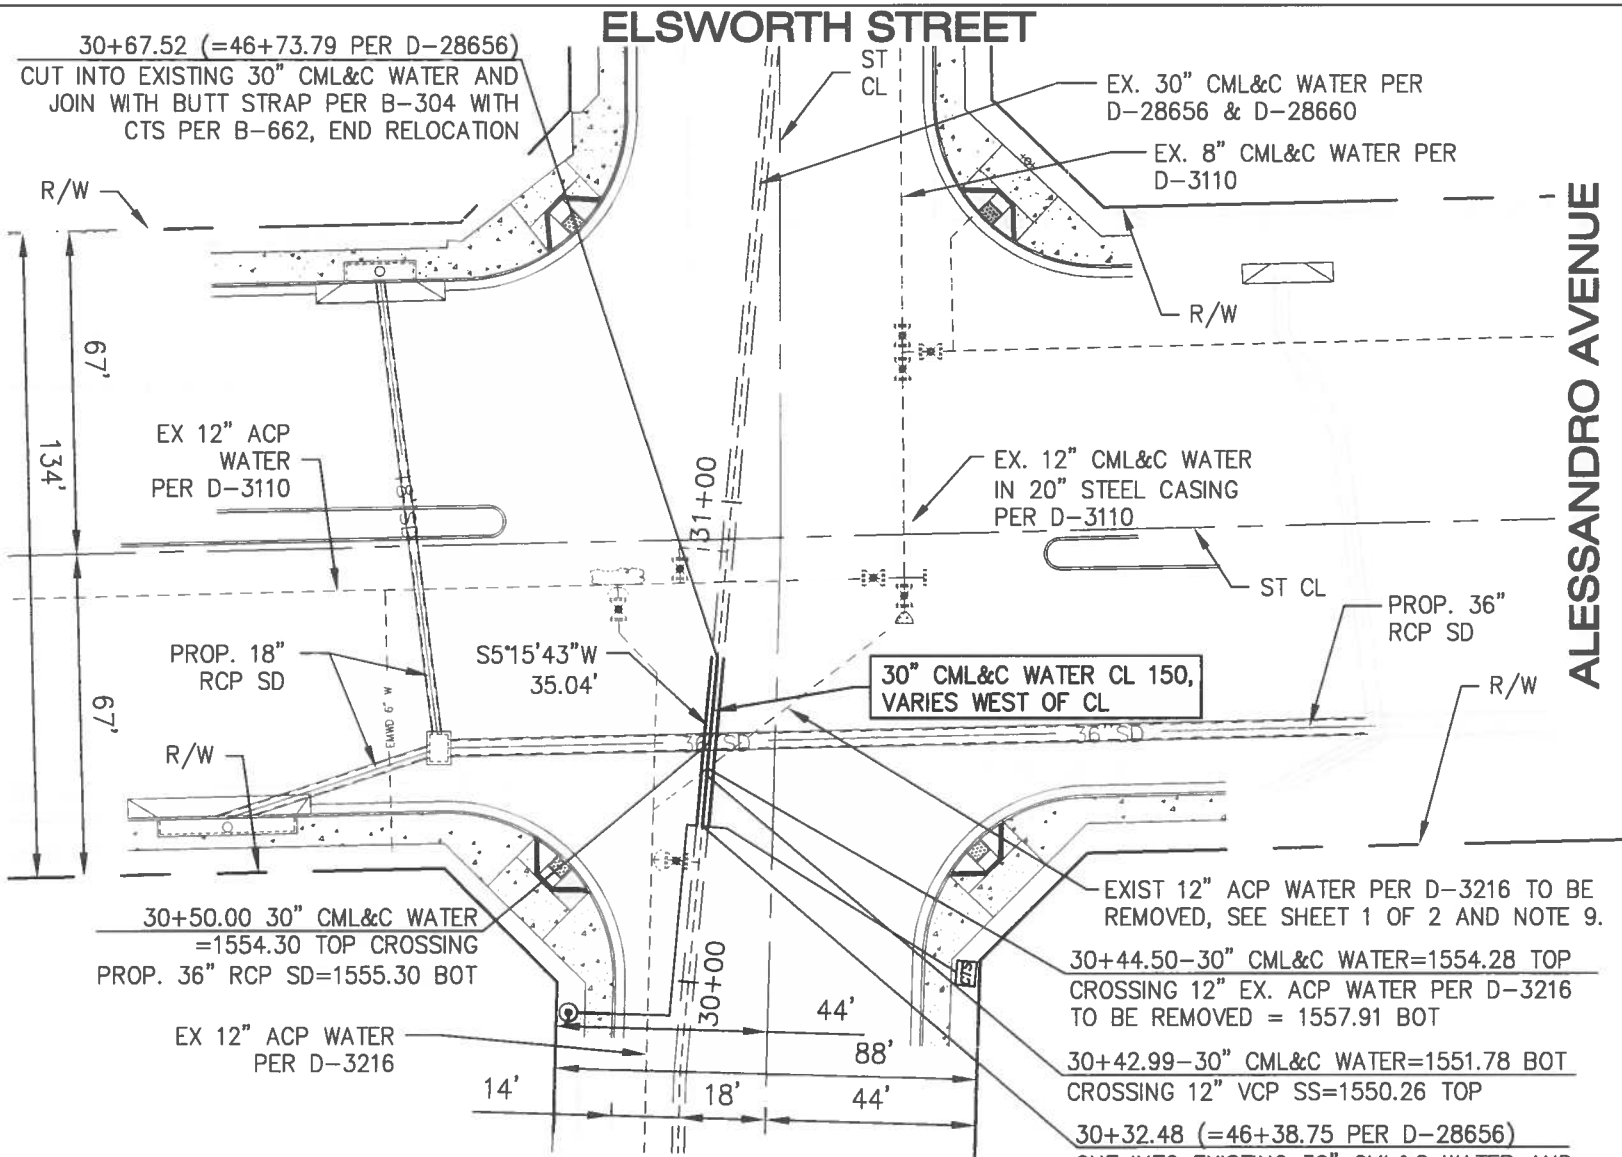 ELSWORTH STREET
30+67.52 (=46+73.79 PER D-28656)
CUT INTO EXISTING 30" CML&C WATER AND
JOIN WITH BUTT STRAP PER B-304 WITH
CTS PER B-662, END RELOCATION
ST
CL
EX. 30" CML&C WATER PER
D-28656 & D-28660
EX. 8" CML&C WATER PER
D-3110
R/W
R/W
ALESSANDRO AVENUE
67'
134'
EX 12" ACP
WATER
PER D-3110
18" SD
31+00
EX. 12" CML&C WATER
IN 20" STEEL CASING
PER D-3110
ST CL
PROP. 36"
RCP SD
PROP. 18"
RCP SD
S5°15'43"W
35.04'
30" CML&C WATER CL 150,
VARIES WEST OF CL
R/W
67'
EMWD 6" W
36" SD
36" SD
R/W
30+50.00 30" CML&C WATER
=1554.30 TOP CROSSING
PROP. 36" RCP SD=1555.30 BOT
EXIST 12" ACP WATER PER D-3216 TO BE
REMOVED, SEE SHEET 1 OF 2 AND NOTE 9.
30+44.50-30" CML&C WATER=1554.28 TOP
CROSSING 12" EX. ACP WATER PER D-3216
TO BE REMOVED = 1557.91 BOT
CTS
30+00
44'
EX 12" ACP WATER
PER D-3216
88'
30+42.99-30" CML&C WATER=1551.78 BOT
CROSSING 12" VCP SS=1550.26 TOP
14'
18'
44'
30+32.48 (=46+38.75 PER D-28656)
CUT INTO EXISTING 30" CML&C WATER AND